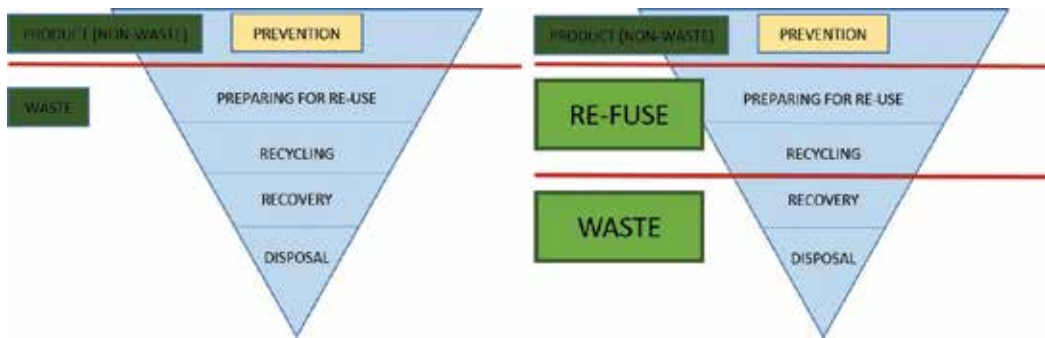 PRODUCT (NON-WASTE)
PREVENTION
WASTE
PREPARING FOR RE-USE
RECYCLING
RECOVERY
DISPOSAL
PRODUCT (NON-WASTE)
PREVENTION
RE-FUSE
PREPARING FOR RE-USE
RECYCLING
WASTE
RECOVERY
DISPOSAL